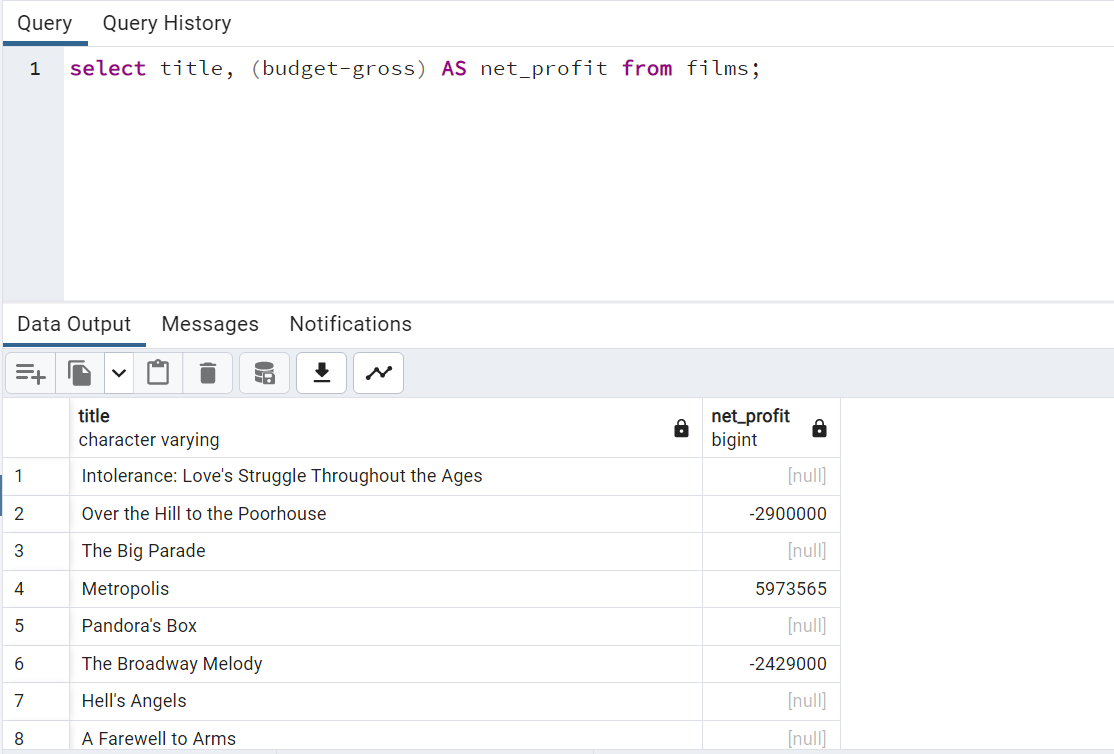 Query Query History
1 select title, (budget-gross) AS net_profit from films;
Data Output Messages Notifications
title net_profit
character varying bigint
1 Intolerance: Love's Struggle Throughout the Ages [null]
2 Over the Hill to the Poorhouse -2900000
3 The Big Parade [null]
4 Metropolis 5973565
5 Pandora's Box [null]
6 The Broadway Melody -2429000
7 Hell's Angels [null]
8 A Farewell to Arms [null]